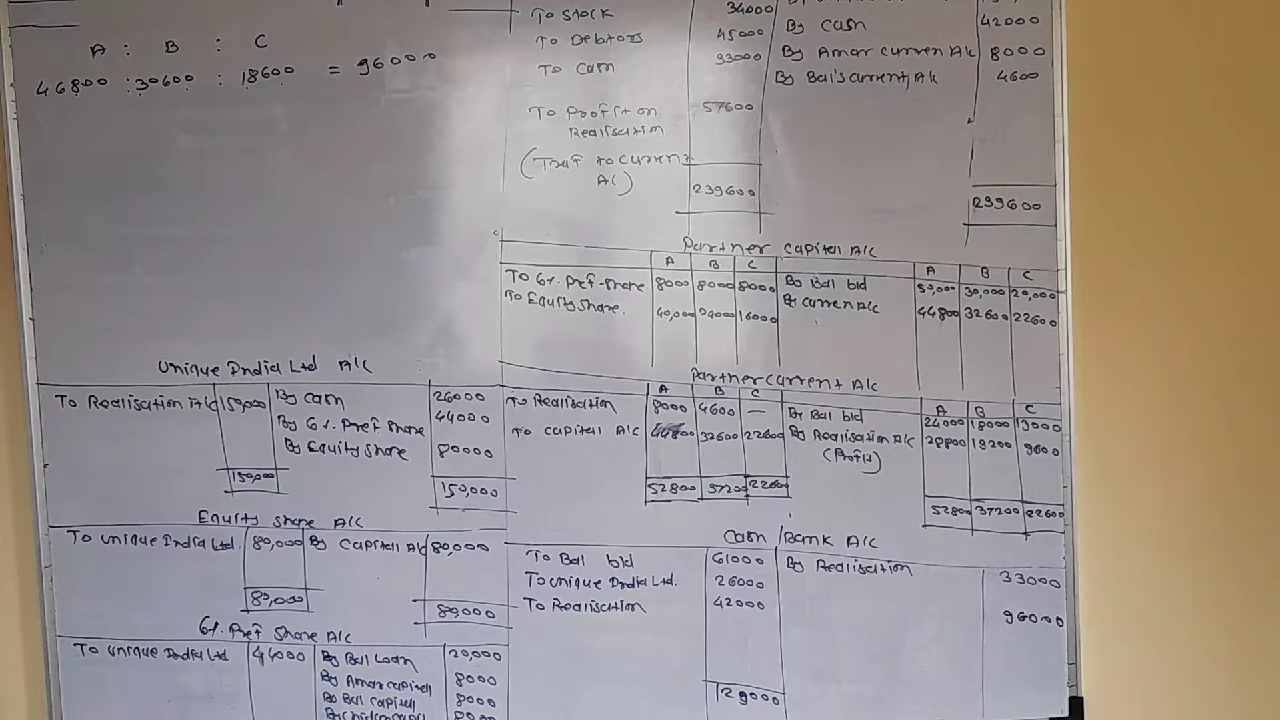 A : B : C
46800 : 30600 : 18600 = 96000
To Stock 34000
By Cash 42000
To Debtors 45000
By Amar curren A/c 8000
To Cash 33000
By Bal's current A/c 4600
To Profit on 57600
Realisation
(Tranf to Current
A/c)
239600 239600
Partner Capital A/c
A B C A B C
To 6%. Pref-share 8000 8000 8000 By Bal b/d 50,000 30,000 20,000
To Equity share. 40,000 24000 16000 By Curren A/c 44800 32600 22600
Unique India Ltd A/c
To Realisation A/c 150,000 By Cash 26000
By 6%. Pref share 44000
By Equity share 80000
150,000 150,000
Partner current A/c
A B C A B C
To Realisation 8000 4600 — By Bal b/d 24000 18000 13000
To Capital A/c 44800 32600 22600 By Realisation A/c 28800 19200 9600
(Profit)
52800 37200 22600 52800 37200 22600
Equity share A/c
To Unique India Ltd. 80,000 By Capital A/c 80,000
80,000 80000
Cash / Bank A/c
To Bal b/d 61000 By Realisation 33000
To Unique India Ltd. 26000
To Realisation 42000 96000
129000
6%. Pref Share A/c
To Unique India Ltd 44000 By Bal Loan 20,000
By Amar capital 8000
By Bal capital 8000